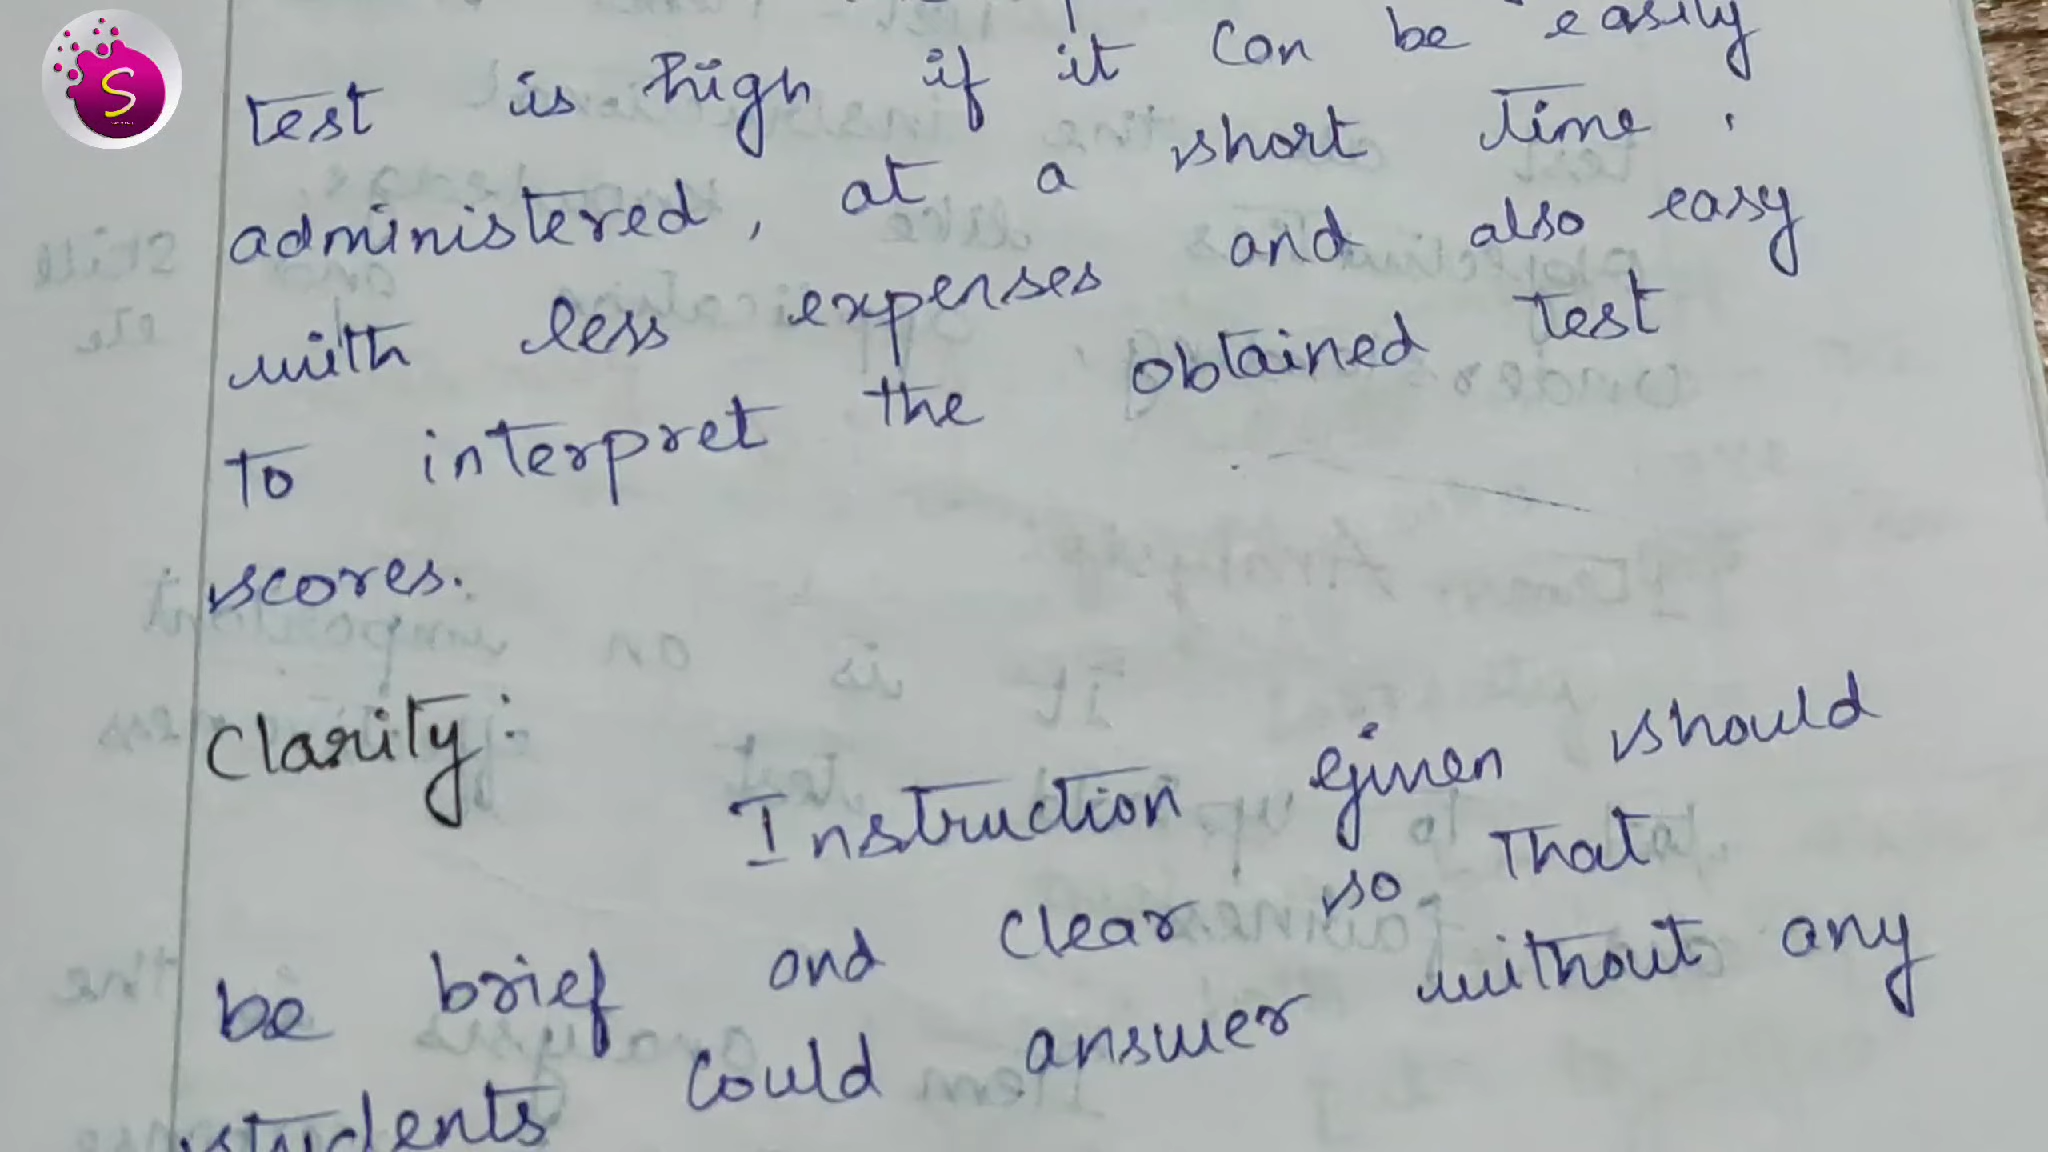 S
test is high if it can be easily
administered, at a short time,
with less expenses and also easy
to interpret the obtained test
scores.
Clarity:
Instruction given should
be brief and clear so that
students could answer without any